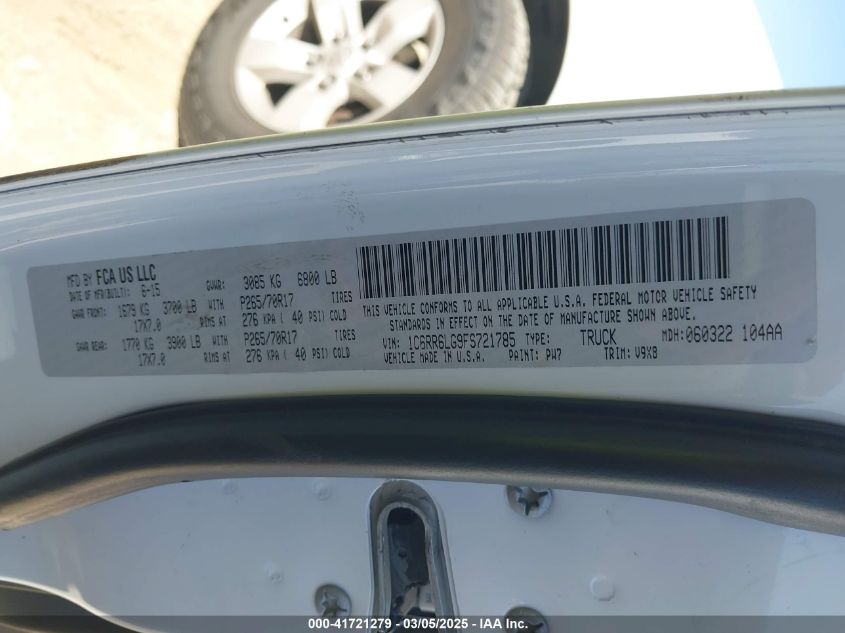 MFD BY FCA US LLC
DATE OF MFR(BUILT): 6-15 GVWR: 3085 KG 6800 LB
GAWR FRONT: 1679 KG 3700 LB WITH P265/70R17 TIRES
17X7.0 RIMS AT 276 KPA ( 40 PSI) COLD
GAWR REAR: 1770 KG 3900 LB WITH P265/70R17 TIRES
17X7.0 RIMS AT 276 KPA ( 40 PSI) COLD
THIS VEHICLE CONFORMS TO ALL APPLICABLE U.S.A. FEDERAL MOTOR VEHICLE SAFETY
STANDARDS IN EFFECT ON THE DATE OF MANUFACTURE SHOWN ABOVE.
VIN: 1C6RR6LG9FS721785 TYPE: TRUCK MDH: 060322 104AA
VEHICLE MADE IN U.S.A. PAINT: PW7 TRIM: V9X8
000-41721279 - 03/05/2025 - IAA Inc.